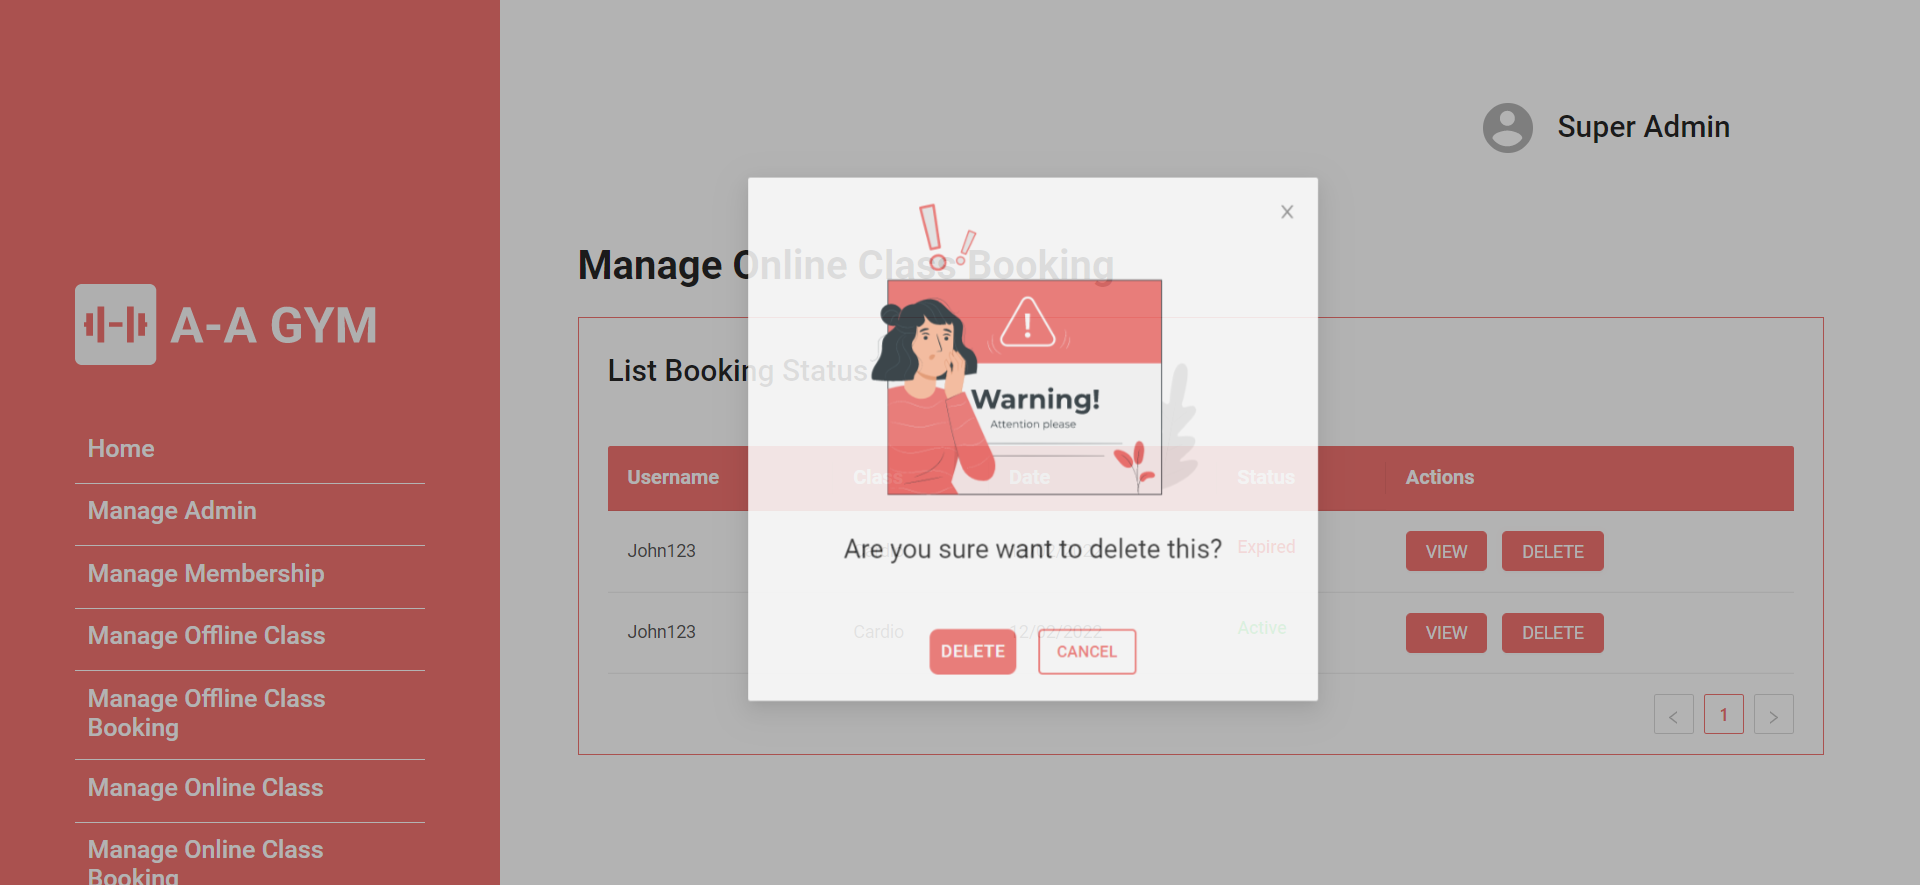 Super Admin
A-A GYM
Home
Manage Admin
Manage Membership
Manage Offline Class
Manage Offline Class
Booking
Manage Online Class
Manage Online Class
Booking
Manage Online Class Booking
List Booking Status
Username Class Date Status Actions
John123 Expired VIEW DELETE
John123 Cardio 12/02/2022 Active VIEW DELETE
< 1 >
X
Warning!
Attention please
Are you sure want to delete this?
DELETE CANCEL